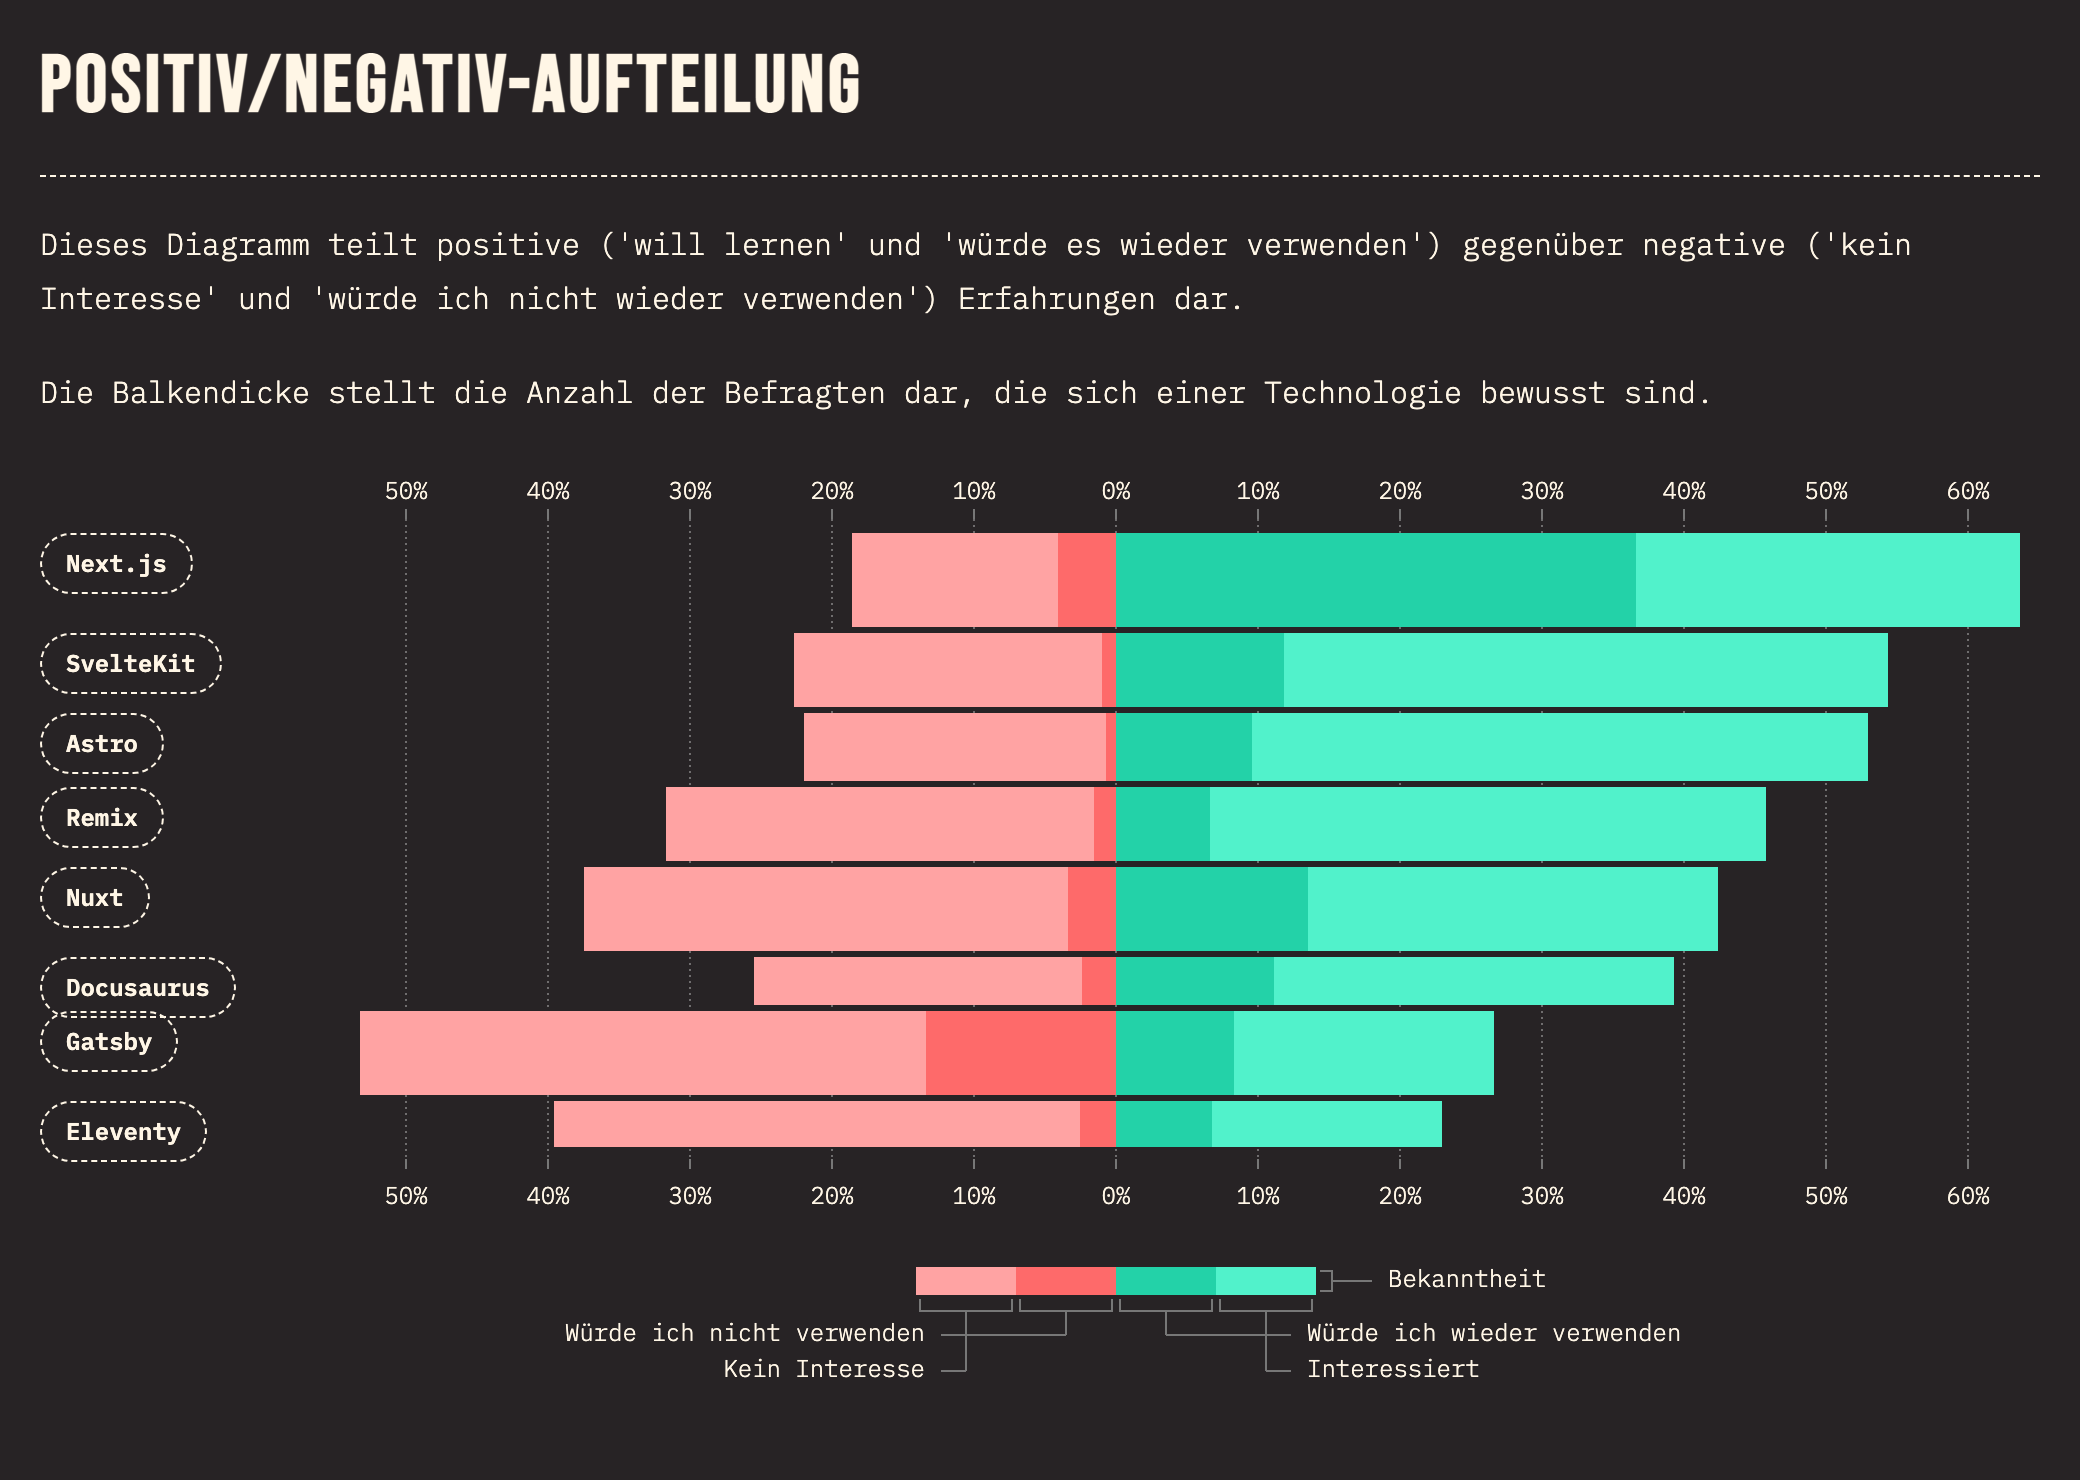 POSITIV/NEGATIV-AUFTEILUNG
Dieses Diagramm teilt positive ('will lernen' und 'würde es wieder verwenden') gegenüber negative ('kein
Interesse' und 'würde ich nicht wieder verwenden') Erfahrungen dar.
Die Balkendicke stellt die Anzahl der Befragten dar, die sich einer Technologie bewusst sind.
50% 40% 30% 20% 10% 0% 10% 20% 30% 40% 50% 60%
Next.js
SvelteKit
Astro
Remix
Nuxt
Docusaurus
Gatsby
Eleventy
50% 40% 30% 20% 10% 0% 10% 20% 30% 40% 50% 60%
Bekanntheit
Würde ich nicht verwenden Würde ich wieder verwenden
Kein Interesse Interessiert